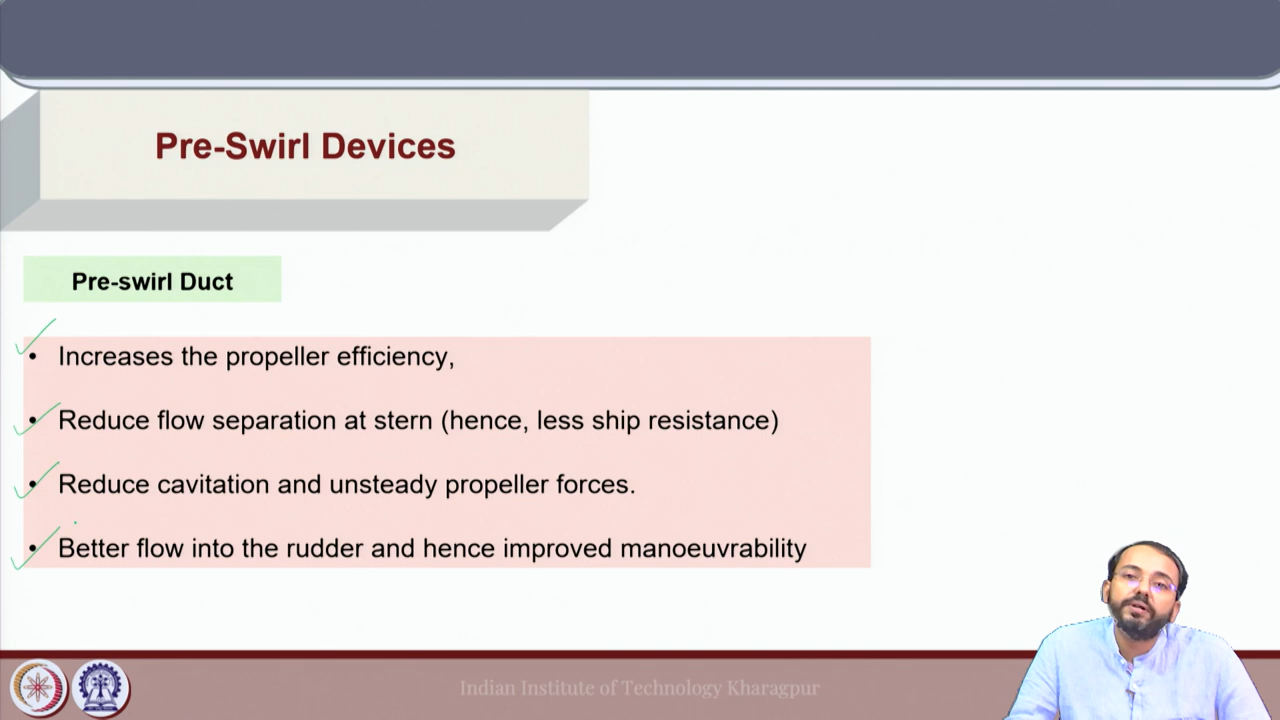 Pre-Swirl Devices
Pre-swirl Duct
• Increases the propeller efficiency,
• Reduce flow separation at stern (hence, less ship resistance)
• Reduce cavitation and unsteady propeller forces.
• Better flow into the rudder and hence improved manoeuvrability
Indian Institute of Technology Kharagpur